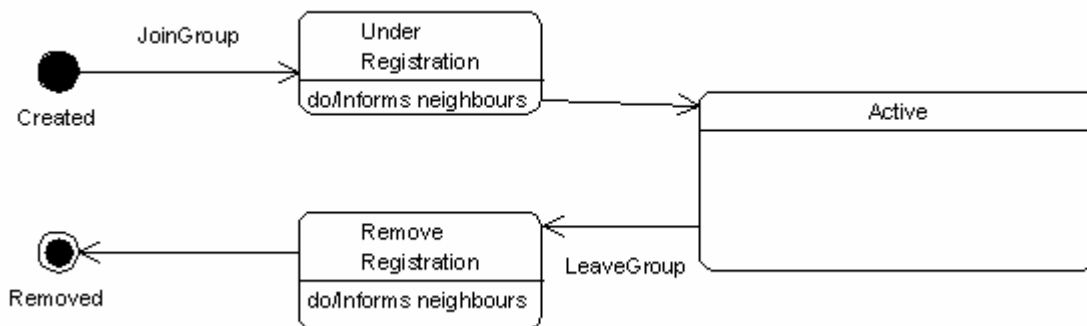 JoinGroup
Under
Registration
do/Informs neighbours
Created
Active
Remove
Registration
do/Informs neighbours
LeaveGroup
Removed